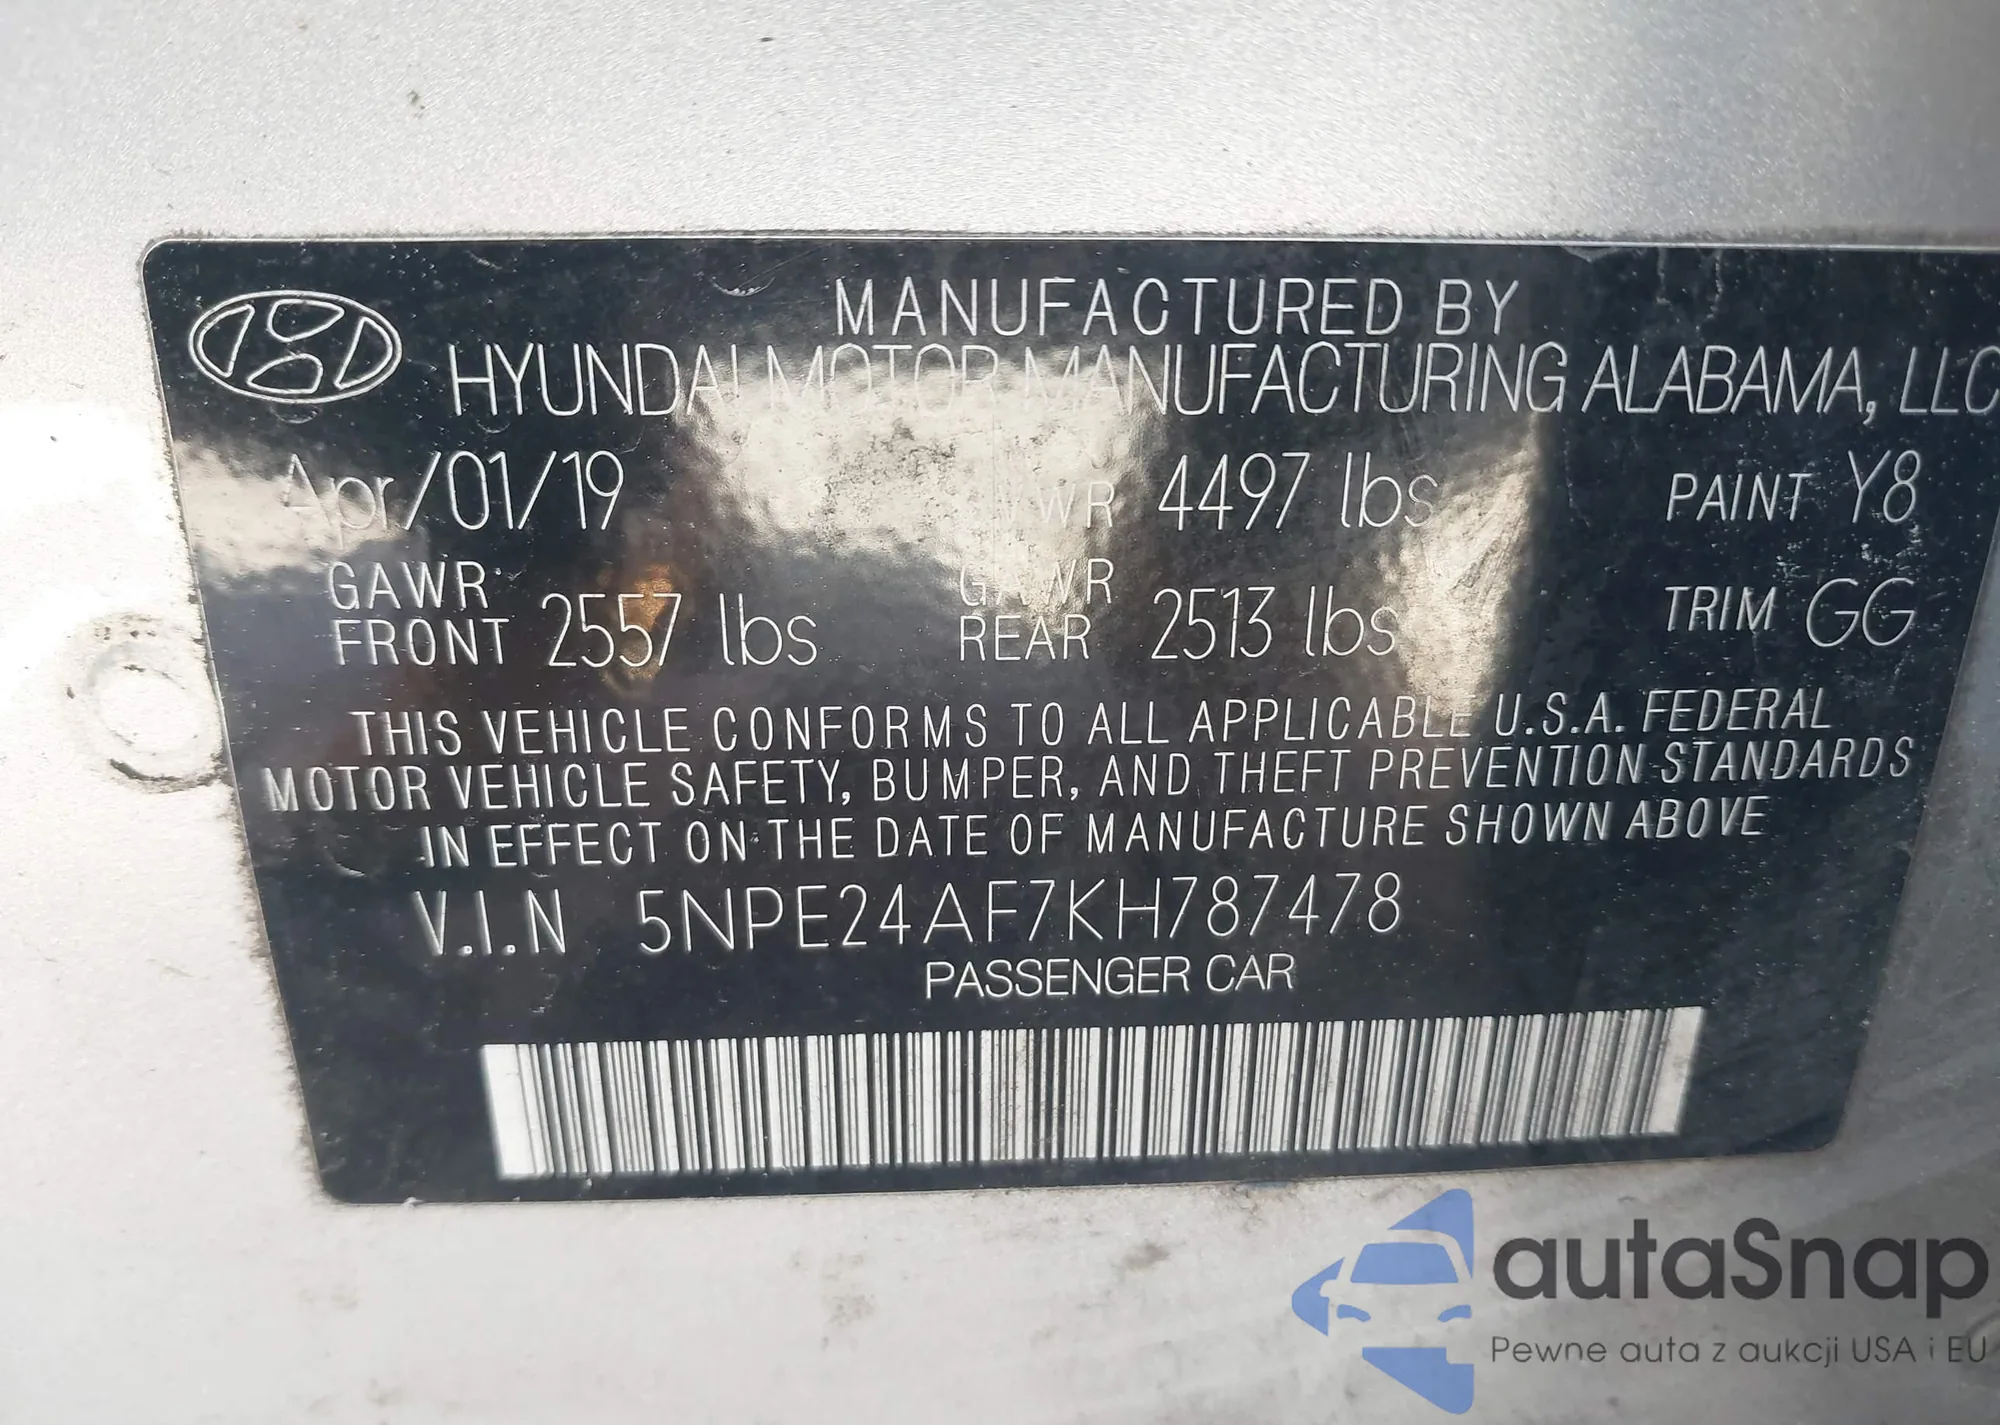 MANUFACTURED BY
HYUNDAI MOTOR MANUFACTURING ALABAMA, LLC
Apr/01/19 GVWR 4497 lbs PAINT Y8
GAWR FRONT 2557 lbs GAWR REAR 2513 lbs TRIM GG
THIS VEHICLE CONFORMS TO ALL APPLICABLE U.S.A. FEDERAL
MOTOR VEHICLE SAFETY, BUMPER, AND THEFT PREVENTION STANDARDS
IN EFFECT ON THE DATE OF MANUFACTURE SHOWN ABOVE
V.I.N 5NPE24AF7KH787478
PASSENGER CAR
autaSnap
Pewne auta z aukcji USA i EU